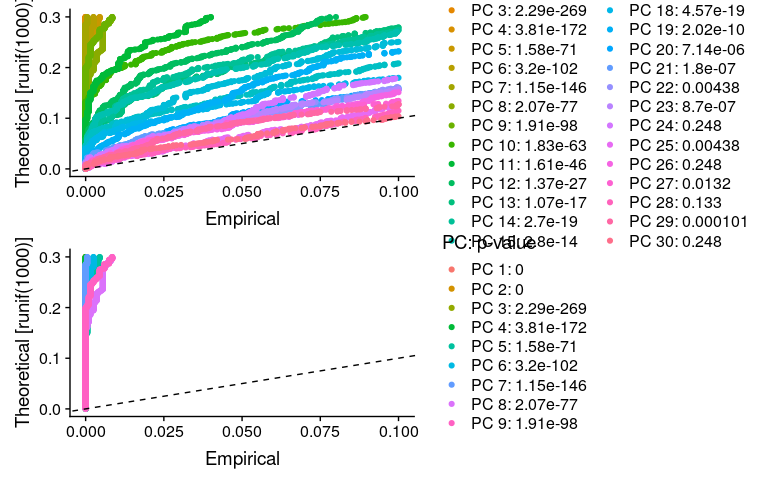 Theoretical [runif(1000)]
0.3
0.2
0.1
0.0
0.000 0.025 0.050 0.075 0.100
Empirical
PC 3: 2.29e-269
PC 4: 3.81e-172
PC 5: 1.58e-71
PC 6: 3.2e-102
PC 7: 1.15e-146
PC 8: 2.07e-77
PC 9: 1.91e-98
PC 10: 1.83e-63
PC 11: 1.61e-46
PC 12: 1.37e-27
PC 13: 1.07e-17
PC 14: 2.7e-19
PC 15: 2.8e-14
PC 18: 4.57e-19
PC 19: 2.02e-10
PC 20: 7.14e-06
PC 21: 1.8e-07
PC 22: 0.00438
PC 23: 8.7e-07
PC 24: 0.248
PC 25: 0.00438
PC 26: 0.248
PC 27: 0.0132
PC 28: 0.133
PC 29: 0.000101
PC 30: 0.248
Theoretical [runif(1000)]
0.3
0.2
0.1
0.0
0.000 0.025 0.050 0.075 0.100
Empirical
PC: p-value
PC 1: 0
PC 2: 0
PC 3: 2.29e-269
PC 4: 3.81e-172
PC 5: 1.58e-71
PC 6: 3.2e-102
PC 7: 1.15e-146
PC 8: 2.07e-77
PC 9: 1.91e-98